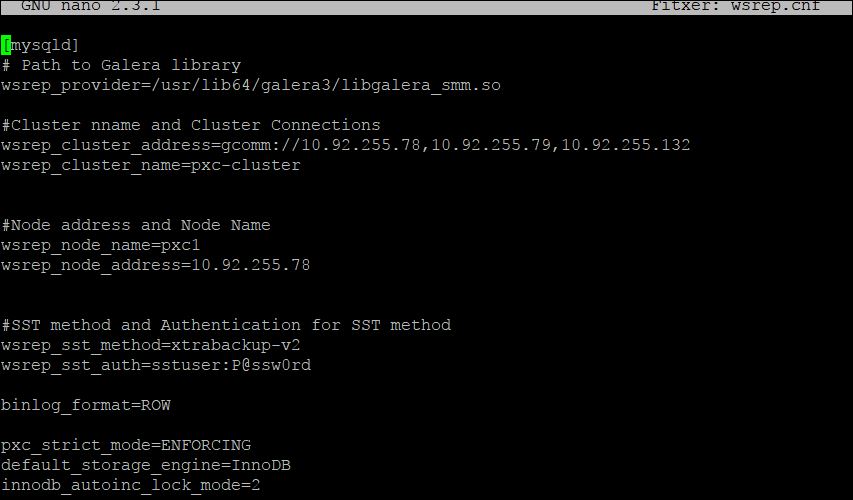 GNU nano 2.3.1 Fitxer: wsrep.cnf
[mysqld]
# Path to Galera library
wsrep_provider=/usr/lib64/galera3/libgalera_smm.so
#Cluster nname and Cluster Connections
wsrep_cluster_address=gcomm://10.92.255.78,10.92.255.79,10.92.255.132
wsrep_cluster_name=pxc-cluster
#Node address and Node Name
wsrep_node_name=pxc1
wsrep_node_address=10.92.255.78
#SST method and Authentication for SST method
wsrep_sst_method=xtrabackup-v2
wsrep_sst_auth=sstuser:P@ssw0rd
binlog_format=ROW
pxc_strict_mode=ENFORCING
default_storage_engine=InnoDB
innodb_autoinc_lock_mode=2